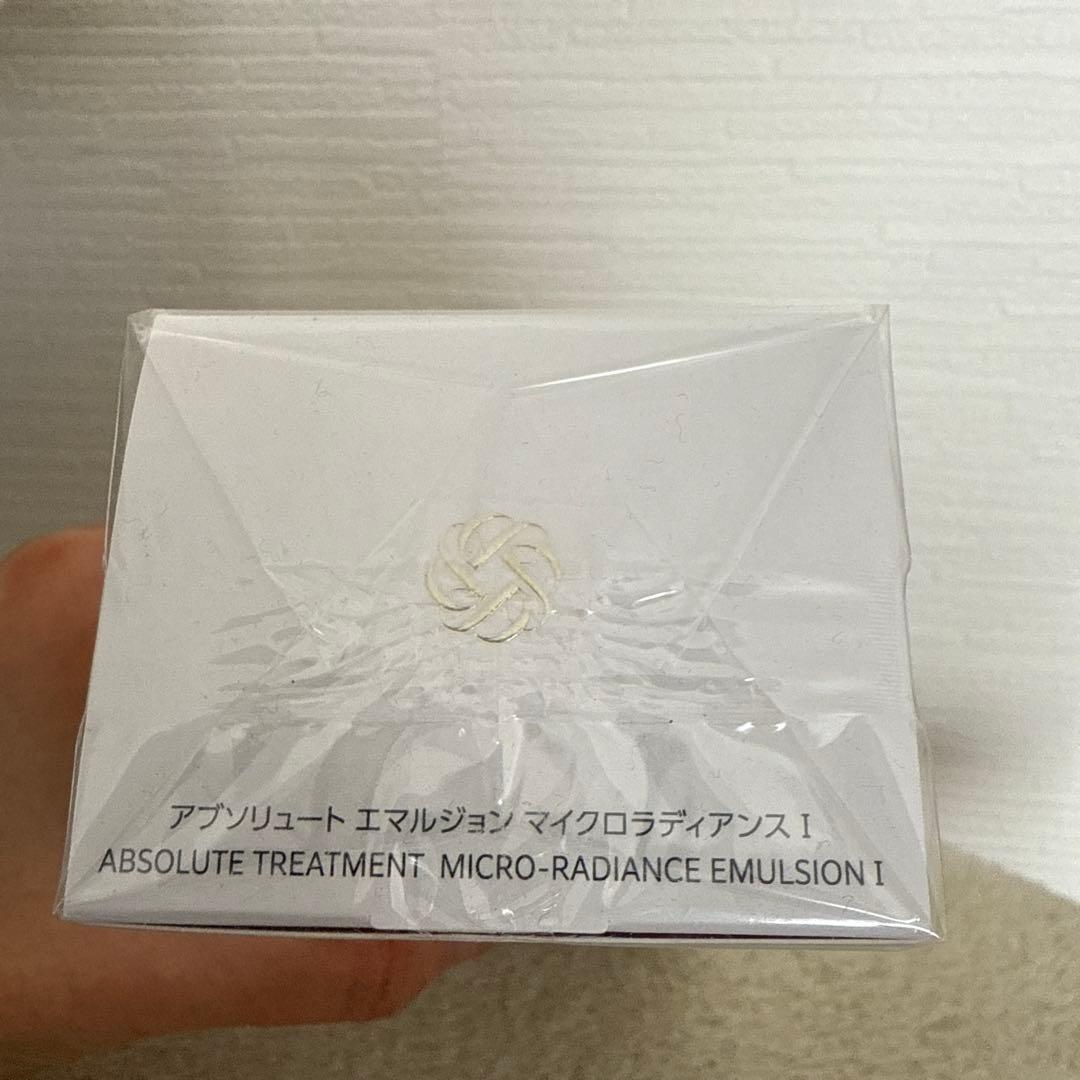 アブソリュート エマルジョン マイクロラディアンス I
ABSOLUTE TREATMENT MICRO-RADIANCE EMULSION I